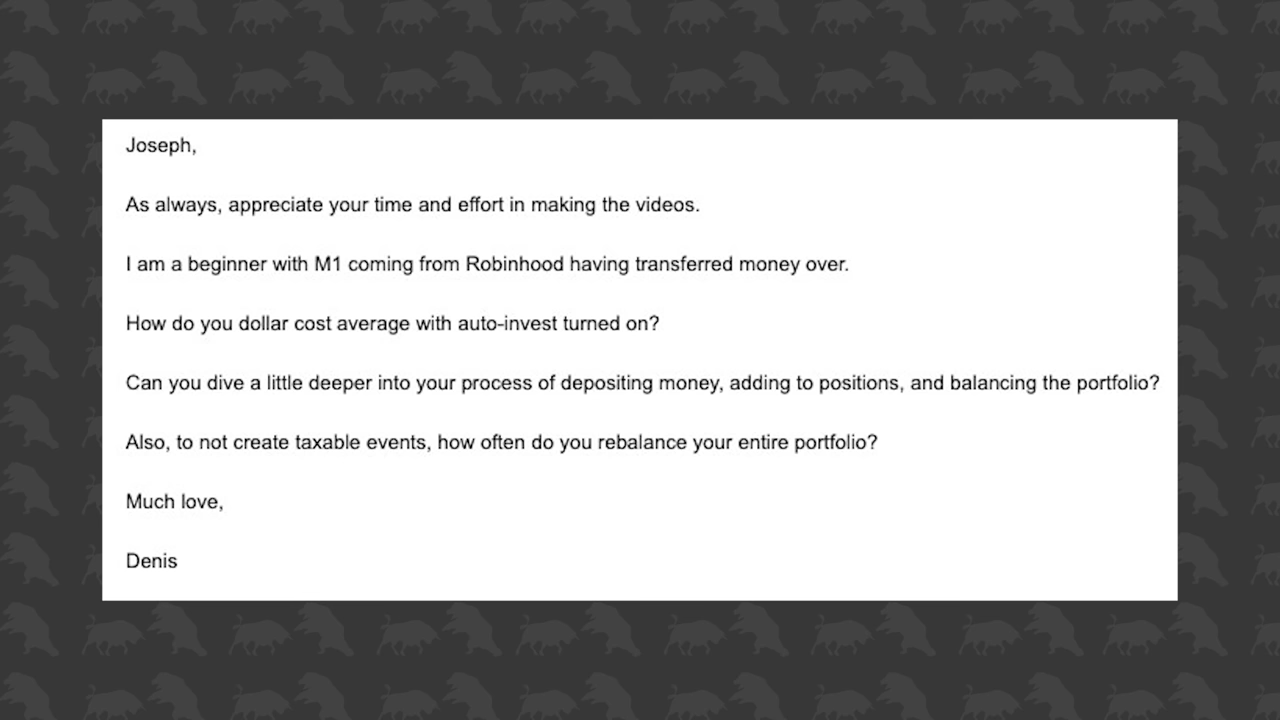 Joseph,
As always, appreciate your time and effort in making the videos.
I am a beginner with M1 coming from Robinhood having transferred money over.
How do you dollar cost average with auto-invest turned on?
Can you dive a little deeper into your process of depositing money, adding to positions, and balancing the portfolio?
Also, to not create taxable events, how often do you rebalance your entire portfolio?
Much love,
Denis